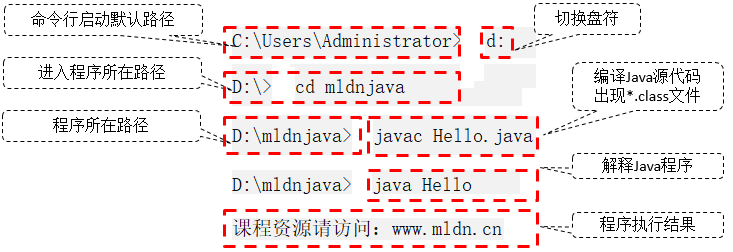 命令行启动默认路径
C:\Users\Administrator> d:
切换盘符
进入程序所在路径
D:\> cd mldnjava
编译Java源代码
出现*.class文件
程序所在路径
D:\mldnjava> javac Hello.java
解释Java程序
D:\mldnjava> java Hello
课程资源请访问：www.mldn.cn
程序执行结果